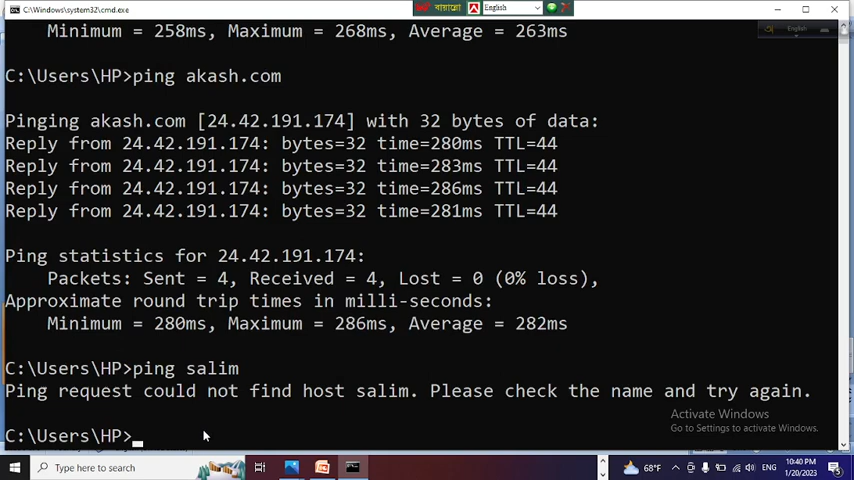 C:\Windows\system32\cmd.exe
বায়ান্নো
English
Minimum = 258ms, Maximum = 268ms, Average = 263ms
English
C:\Users\HP>ping akash.com
Pinging akash.com [24.42.191.174] with 32 bytes of data:
Reply from 24.42.191.174: bytes=32 time=280ms TTL=44
Reply from 24.42.191.174: bytes=32 time=283ms TTL=44
Reply from 24.42.191.174: bytes=32 time=286ms TTL=44
Reply from 24.42.191.174: bytes=32 time=281ms TTL=44
Ping statistics for 24.42.191.174:
Packets: Sent = 4, Received = 4, Lost = 0 (0% loss),
Approximate round trip times in milli-seconds:
Minimum = 280ms, Maximum = 286ms, Average = 282ms
C:\Users\HP>ping salim
Ping request could not find host salim. Please check the name and try again.
Activate Windows
Go to Settings to activate Windows.
C:\Users\HP>
Type here to search
68°F
ENG
10:40 PM
1/20/2023
5